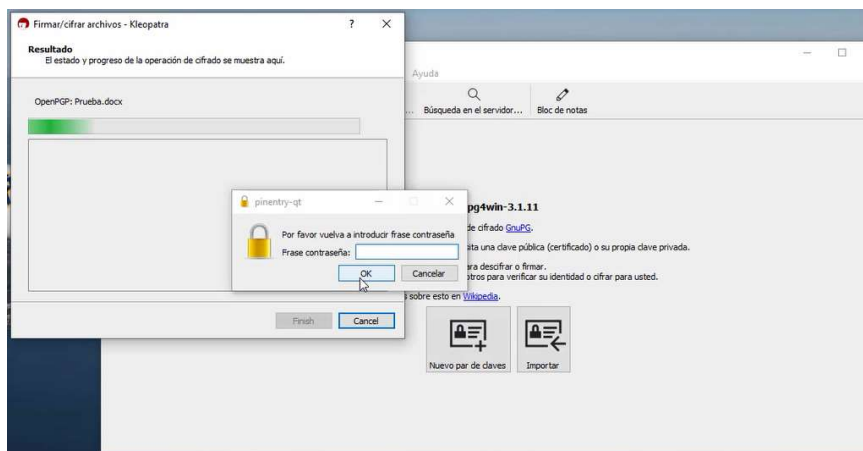 Firmar/cifrar archivos - Kleopatra
Resultado
El estado y progreso de la operación de cifrado se muestra aquí.
OpenPGP: Prueba.docx
Finish
Cancel
pinentry-qt
Por favor vuelva a introducir frase contraseña
Frase contraseña:
OK
Cancelar
Ayuda
... Búsqueda en el servidor... Bloc de notas
pg4win-3.1.11
de cifrado GnuPG.
una clave pública (certificado) o su propia clave privada.
para descifrar o firmar.
otros para verificar su identidad o cifrar para usted.
sobre esto en Wikipedia.
Nuevo par de claves
Importar